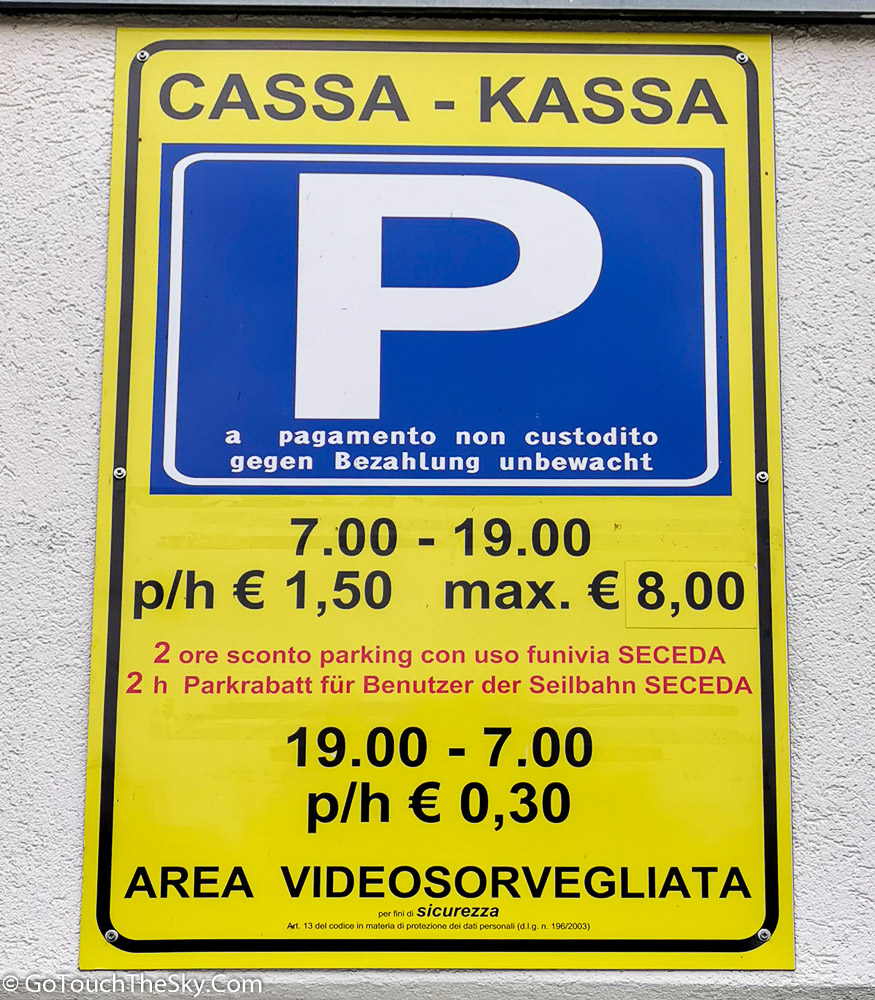 CASSA - KASSA
P
a pagamento non custodito
gegen Bezahlung unbewacht
7.00 - 19.00
p/h € 1,50 max. € 8,00
2 ore sconto parking con uso funivia SECEDA
2 h Parkrabatt für Benutzer der Seilbahn SECEDA
19.00 - 7.00
p/h € 0,30
AREA VIDEOSORVEGLIATA
per fini di sicurezza
Art. 13 del codice in materia di protezione dei dati personali (d.l.g. n. 196/2003)
© GoTouchTheSky.Com